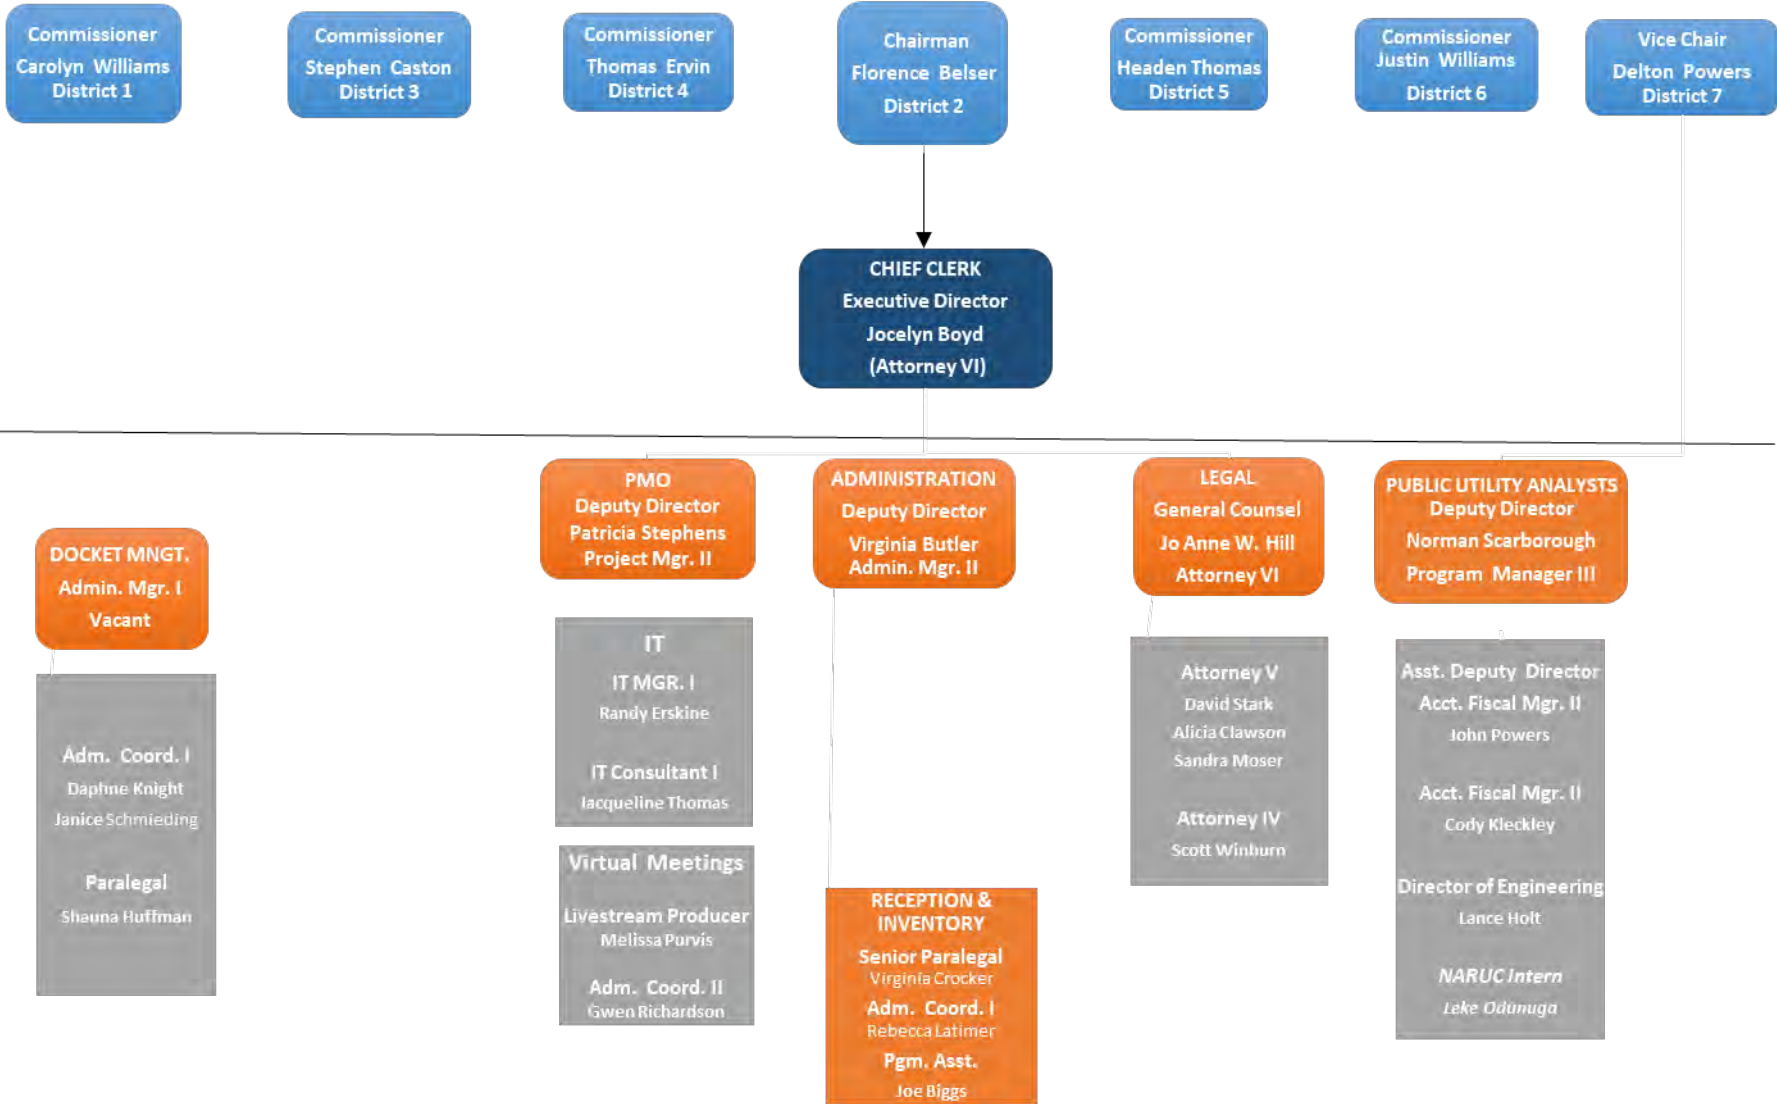 Commissioner
Carolyn Williams
District 1
Commissioner
Stephen Caston
District 3
Commissioner
Thomas Ervin
District 4
Chairman
Florence Belser
District 2
Commissioner
Headen Thomas
District 5
Commissioner
Justin Williams
District 6
Vice Chair
Delton Powers
District 7
CHIEF CLERK
Executive Director
Jocelyn Boyd
(Attorney VI)
DOCKET MNGT.
Admin. Mgr. I
Vacant
Adm. Coord. I
Daphne Knight
Janice Schmieding
Paralegal
Shauna Huffman
PMO
Deputy Director
Patricia Stephens
Project Mgr. II
IT
IT MGR. I
Randy Erskine
IT Consultant I
Jacqueline Thomas
Virtual Meetings
Livestream Producer
Melissa Purvis
Adm. Coord. II
Gwen Richardson
ADMINISTRATION
Deputy Director
Virginia Butler
Admin. Mgr. II
RECEPTION &
INVENTORY
Senior Paralegal
Virginia Crocker
Adm. Coord. I
Rebecca Latimer
Pgm. Asst.
Joe Biggs
LEGAL
General Counsel
Jo Anne W. Hill
Attorney VI
Attorney V
David Stark
Alicia Clawson
Sandra Moser
Attorney IV
Scott Winburn
PUBLIC UTILITY ANALYSTS
Deputy Director
Norman Scarborough
Program Manager III
Asst. Deputy Director
Acct. Fiscal Mgr. II
John Powers
Acct. Fiscal Mgr. II
Cody Kleckley
Director of Engineering
Lance Holt
NARUC Intern
Leke Odunuga